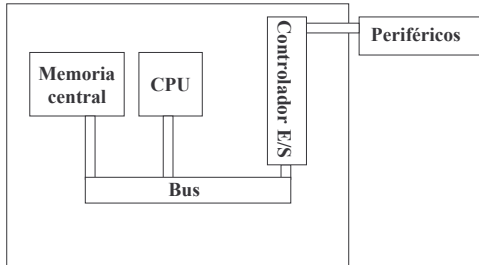 Memoria
central
CPU
Controlador E/S
Periféricos
Bus